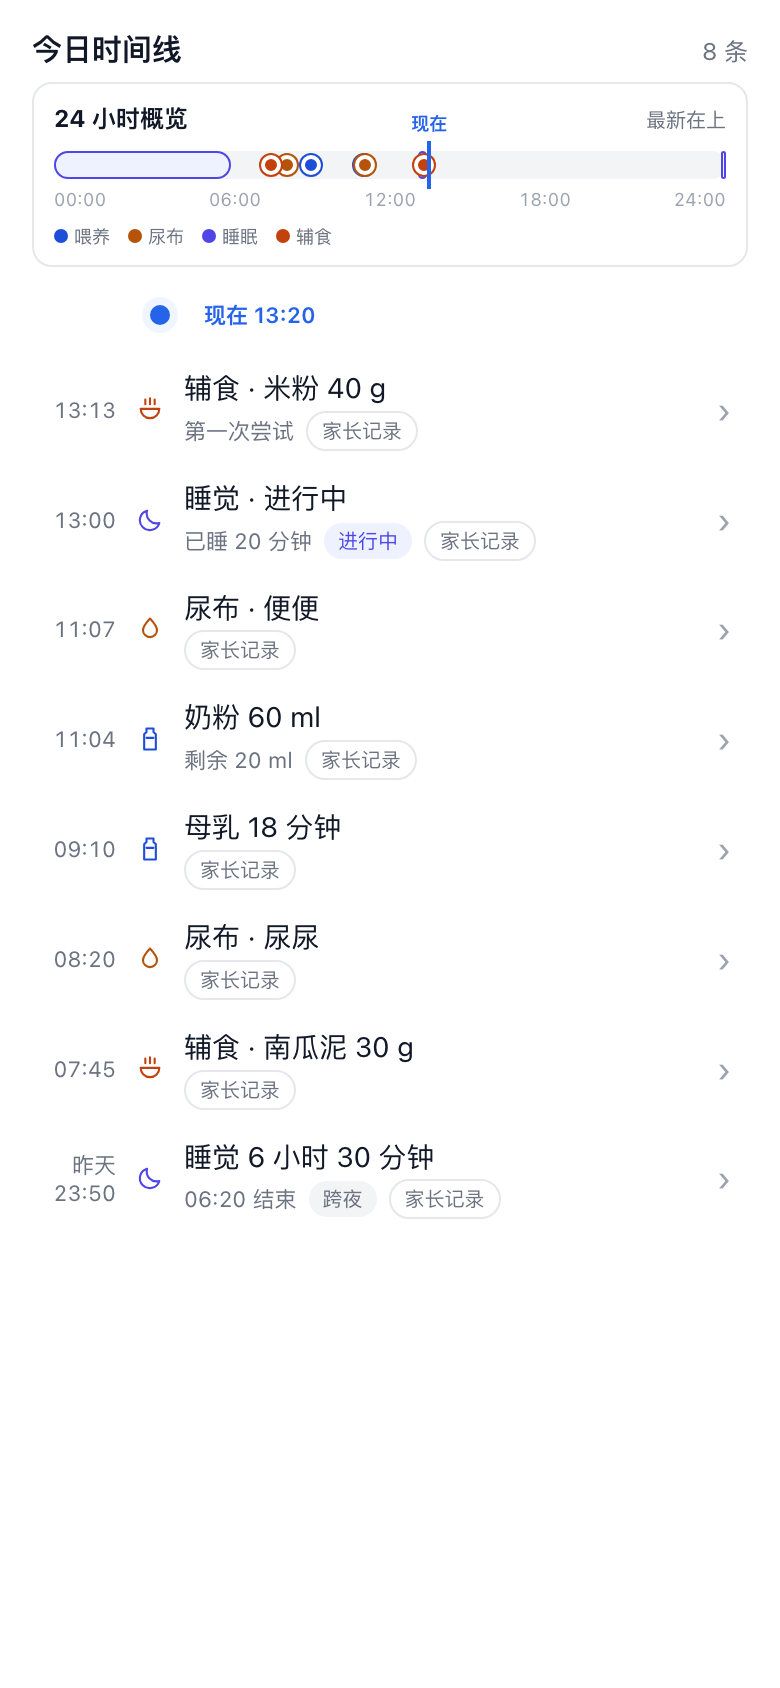 今日时间线
8 条
24 小时概览
现在
最新在上
00:00 06:00 12:00 18:00 24:00
喂养 尿布 睡眠 辅食
现在 13:20
13:13
辅食 · 米粉 40 g
第一次尝试 家长记录
13:00
睡觉 · 进行中
已睡 20 分钟 进行中 家长记录
11:07
尿布 · 便便
家长记录
11:04
奶粉 60 ml
剩余 20 ml 家长记录
09:10
母乳 18 分钟
家长记录
08:20
尿布 · 尿尿
家长记录
07:45
辅食 · 南瓜泥 30 g
家长记录
昨天
23:50
睡觉 6 小时 30 分钟
06:20 结束 跨夜 家长记录